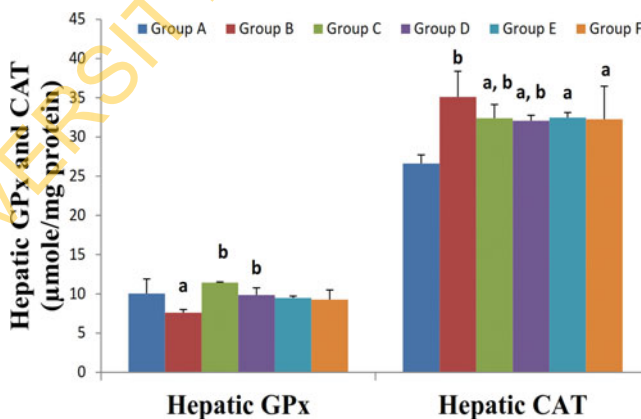 45
40
35
30
25
20
15
10
5
0
Hepatic GPx and CAT
(µmole/mg protein)
Group A Group B Group C Group D Group E Group F
a
b
b
b
a, b
a, b
a
a
Hepatic GPx Hepatic CAT